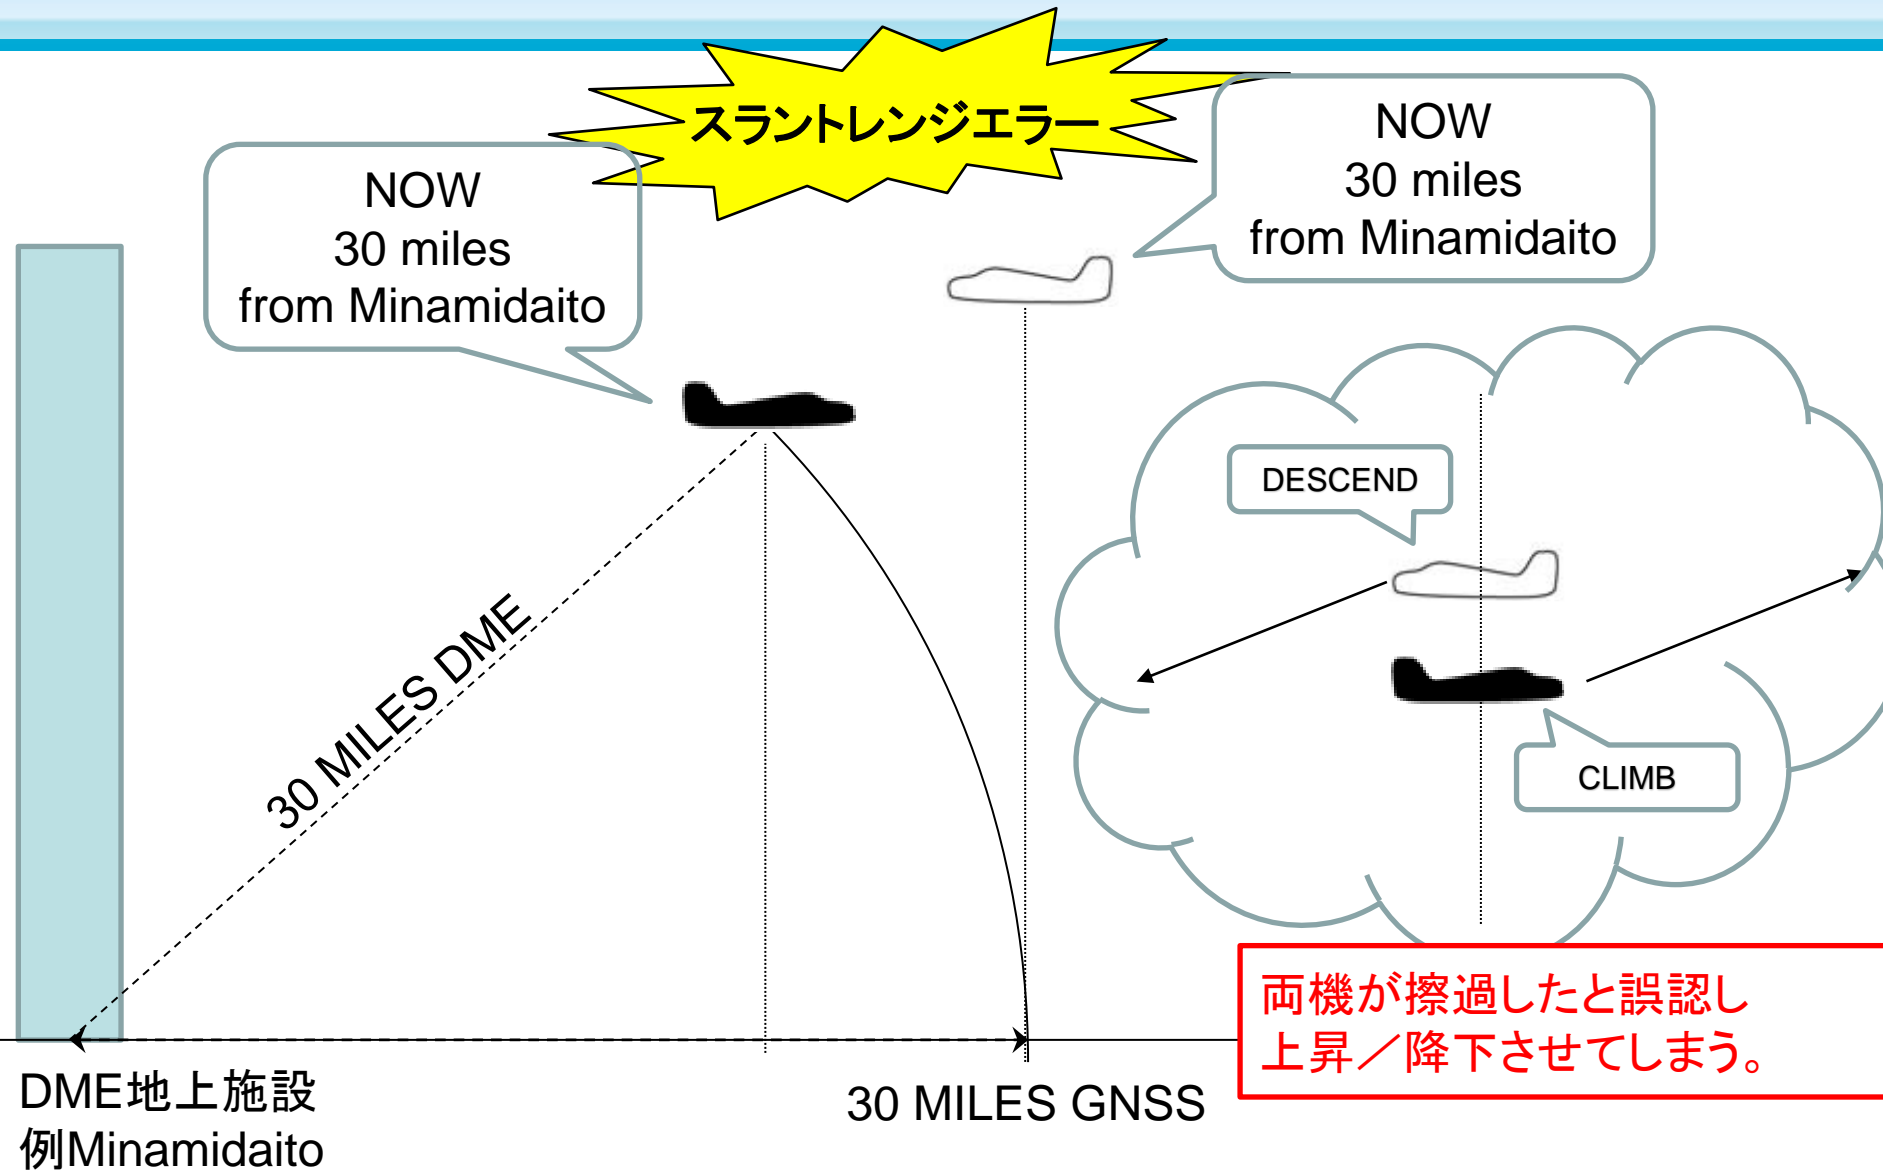 スラントレンジエラー
NOW
30 miles
from Minamidaito
NOW
30 miles
from Minamidaito
30 MILES DME
DESCEND
CLIMB
両機が擦過したと誤認し
上昇／降下させてしまう。
DME地上施設
例Minamidaito
30 MILES GNSS